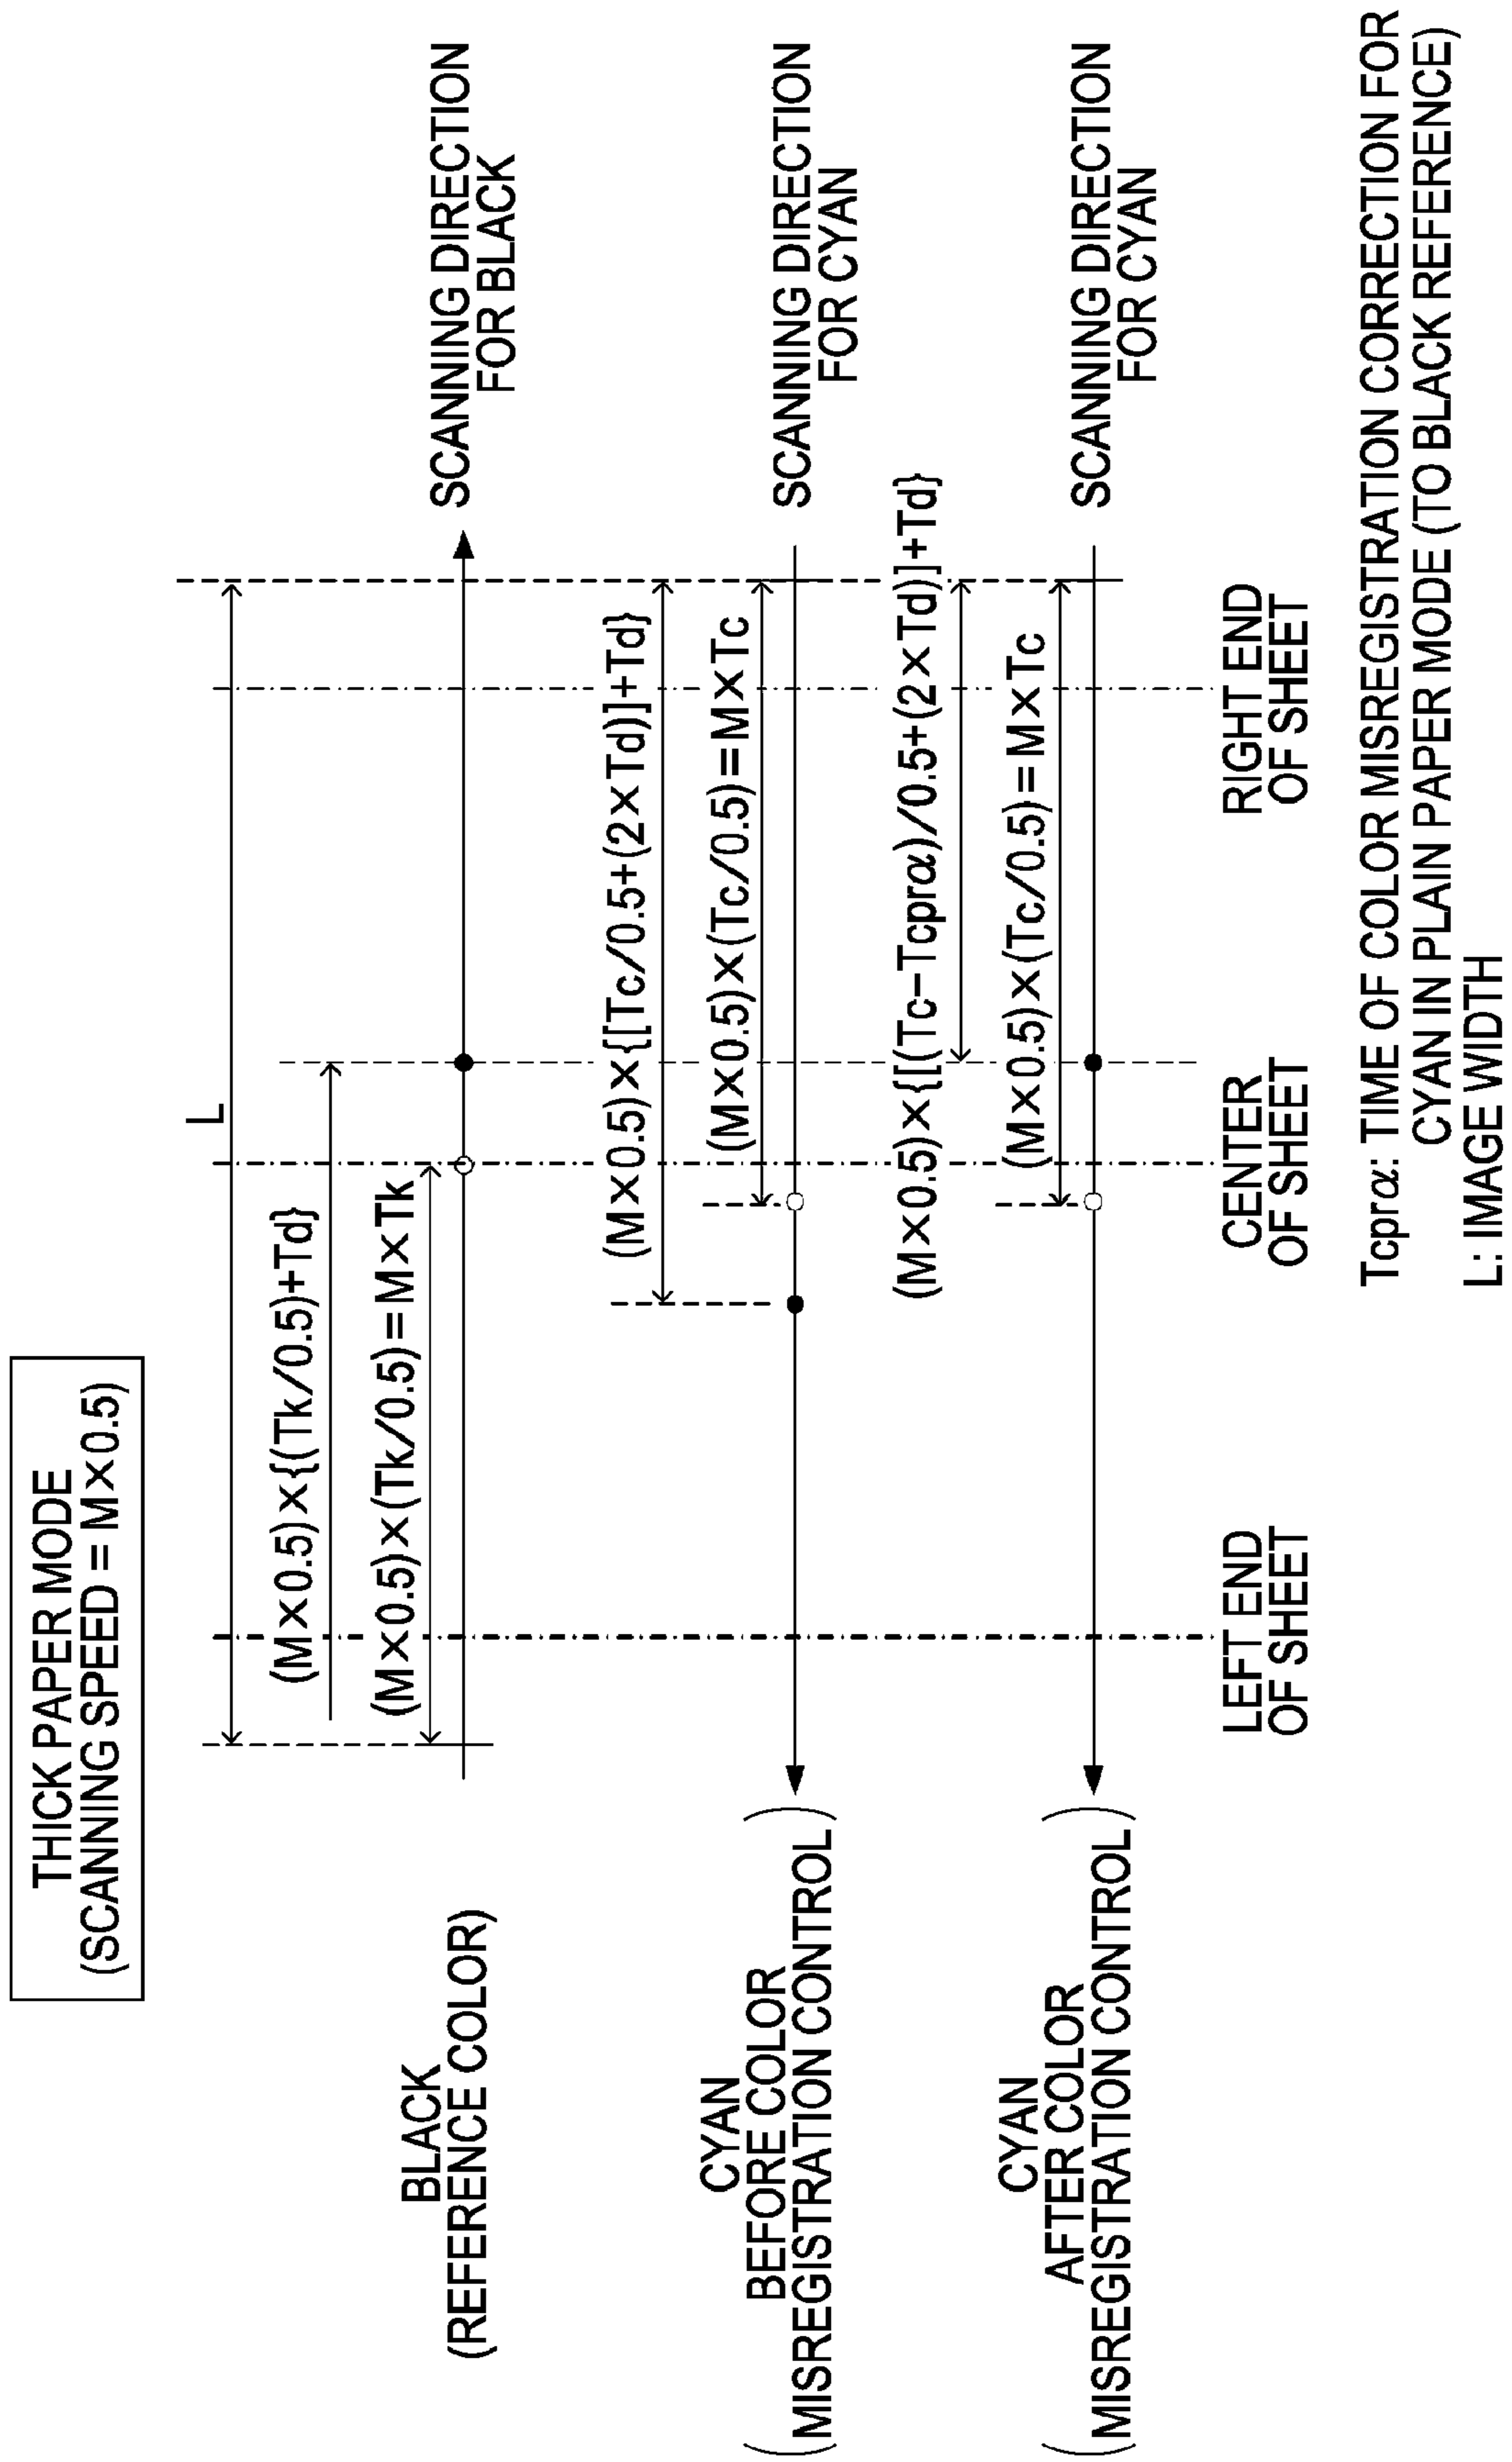 THICK PAPER MODE
(SCANNING SPEED = M×0.5)
L
(M×0.5)×{(Tk/0.5)+Td}
(M×0.5)×(Tk/0.5)=M×Tk
BLACK
(REFERENCE COLOR)
SCANNING DIRECTION
FOR BLACK
(M×0.5)×{[Tc/0.5+(2×Td)]+Td}
(M×0.5)×(Tc/0.5)=M×Tc
CYAN
(BEFORE COLOR
MISREGISTRATION CONTROL)
SCANNING DIRECTION
FOR CYAN
(M×0.5)×{[(Tc−Tcprα)/0.5+(2×Td)]+Td}
(M×0.5)×(Tc/0.5)=M×Tc
CYAN
(AFTER COLOR
MISREGISTRATION CONTROL)
SCANNING DIRECTION
FOR CYAN
LEFT END
OF SHEET
CENTER
OF SHEET
RIGHT END
OF SHEET
Tcprα: TIME OF COLOR MISREGISTRATION CORRECTION FOR
CYAN IN PLAIN PAPER MODE (TO BLACK REFERENCE)
L: IMAGE WIDTH